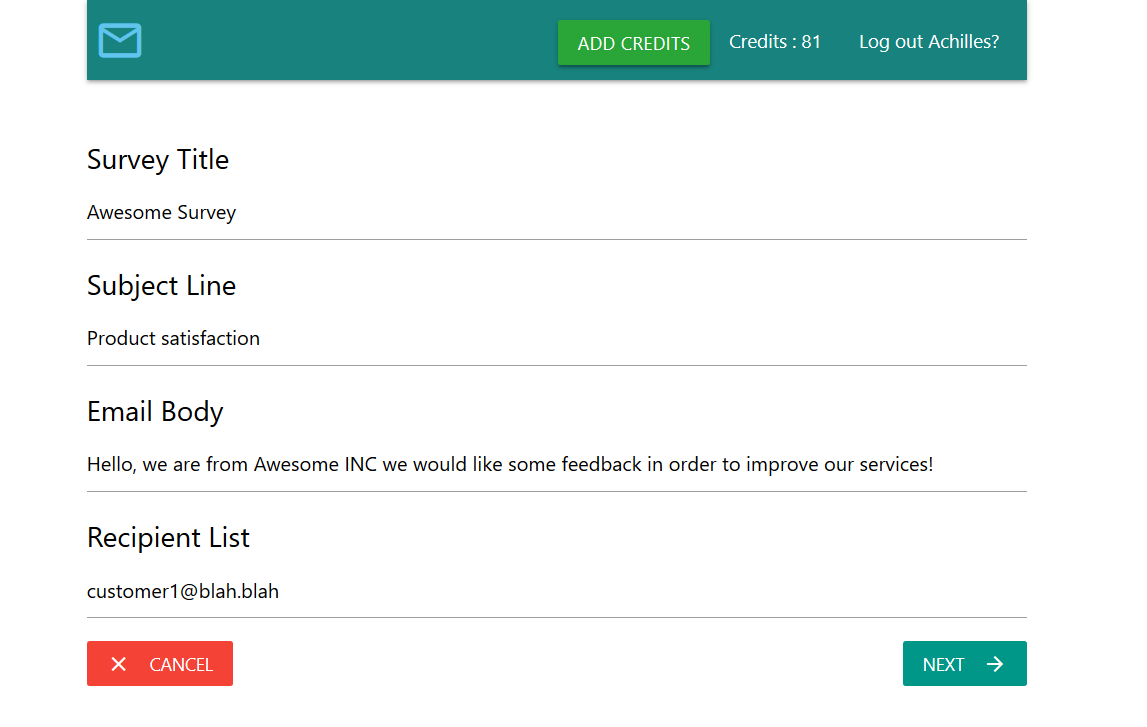 ADD CREDITS Credits : 81 Log out Achilles?
Survey Title
Awesome Survey
Subject Line
Product satisfaction
Email Body
Hello, we are from Awesome INC we would like some feedback in order to improve our services!
Recipient List
customer1@blah.blah
CANCEL NEXT